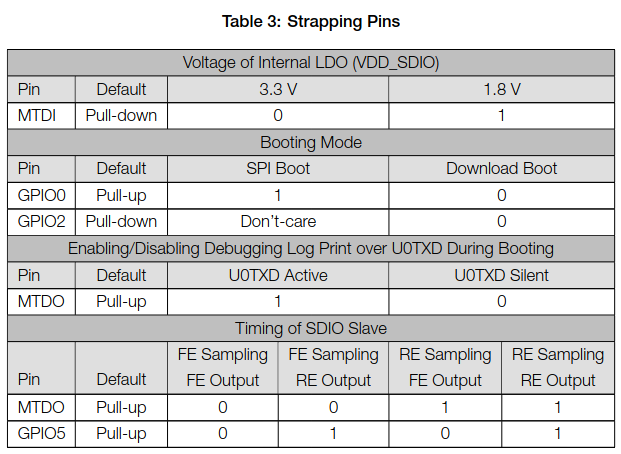 Table 3: Strapping Pins
Voltage of Internal LDO (VDD_SDIO)
Pin Default 3.3 V 1.8 V
MTDI Pull-down 0 1
Booting Mode
Pin Default SPI Boot Download Boot
GPIO0 Pull-up 1 0
GPIO2 Pull-down Don't-care 0
Enabling/Disabling Debugging Log Print over U0TXD During Booting
Pin Default U0TXD Active U0TXD Silent
MTDO Pull-up 1 0
Timing of SDIO Slave
FE Sampling FE Sampling RE Sampling RE Sampling
Pin Default FE Output RE Output FE Output RE Output
MTDO Pull-up 0 0 1 1
GPIO5 Pull-up 0 1 0 1